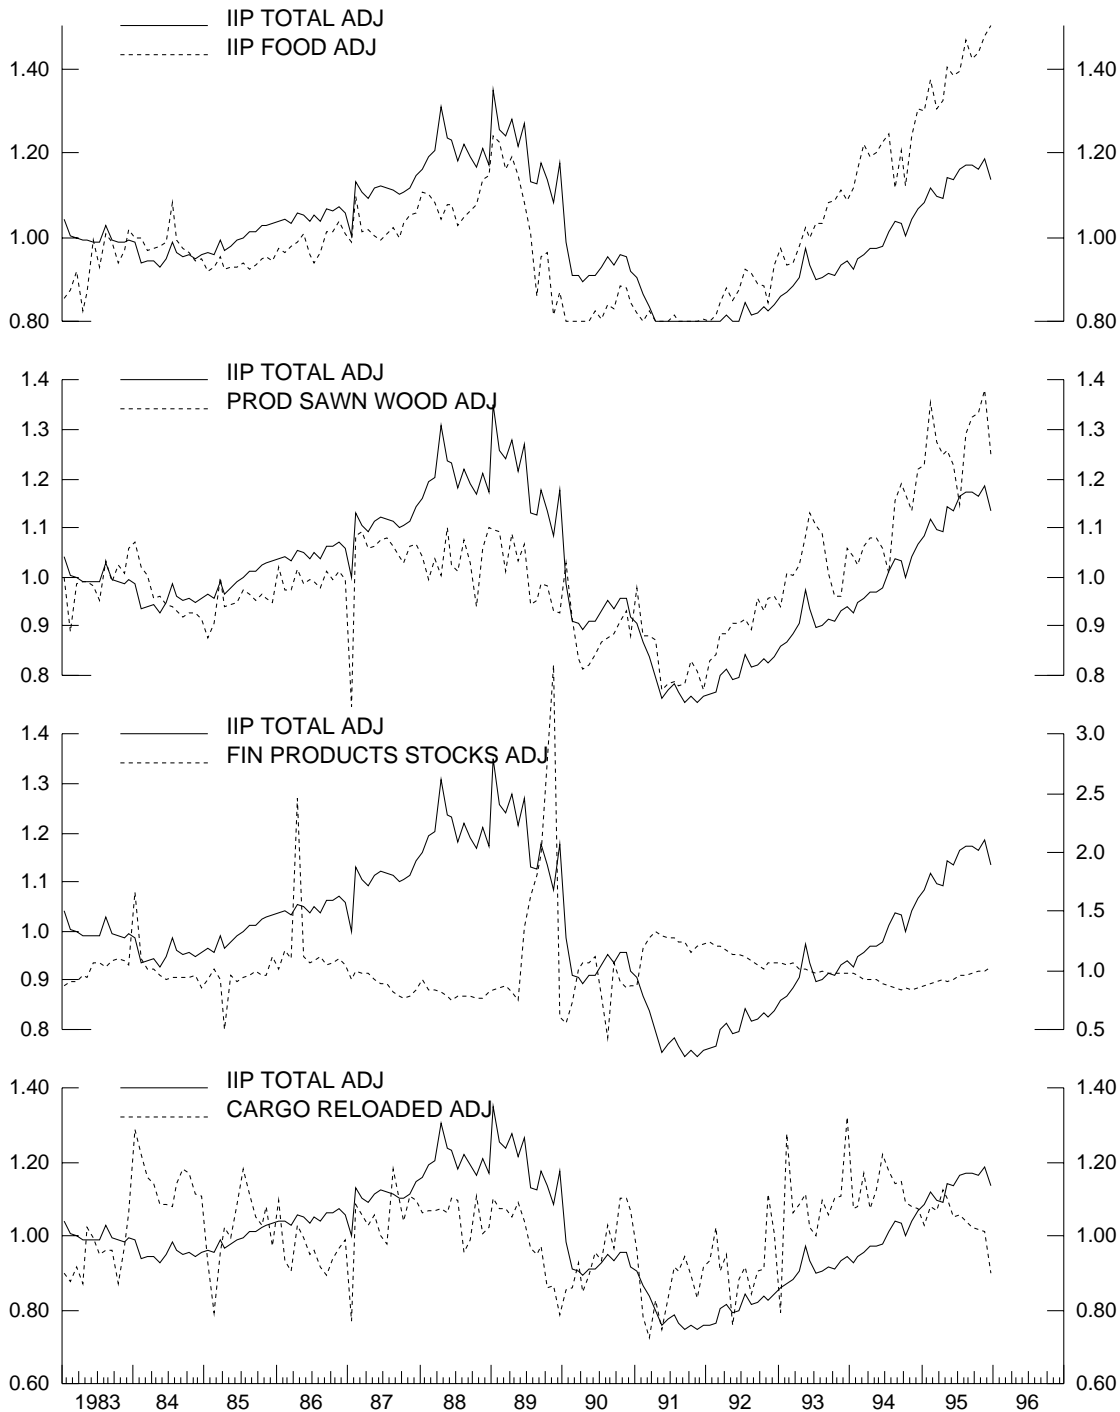 IIP TOTAL ADJ
IIP FOOD ADJ
1.40 1.40
1.20 1.20
1.00 1.00
0.80 0.80
IIP TOTAL ADJ
1.4 1.4
PROD SAWN WOOD ADJ
1.3 1.3
1.2 1.2
1.1 1.1
1.0 1.0
0.9 0.9
0.8 0.8
IIP TOTAL ADJ
1.4 3.0
FIN PRODUCTS STOCKS ADJ
1.3 2.5
1.2 2.0
1.1 1.5
1.0
0.9 1.0
0.8 0.5
IIP TOTAL ADJ
1.40 1.40
CARGO RELOADED ADJ
1.20 1.20
1.00 1.00
0.80 0.80
0.60 0.60
1983 84 85 86 87 88 89 90 91 92 93 94 95 96